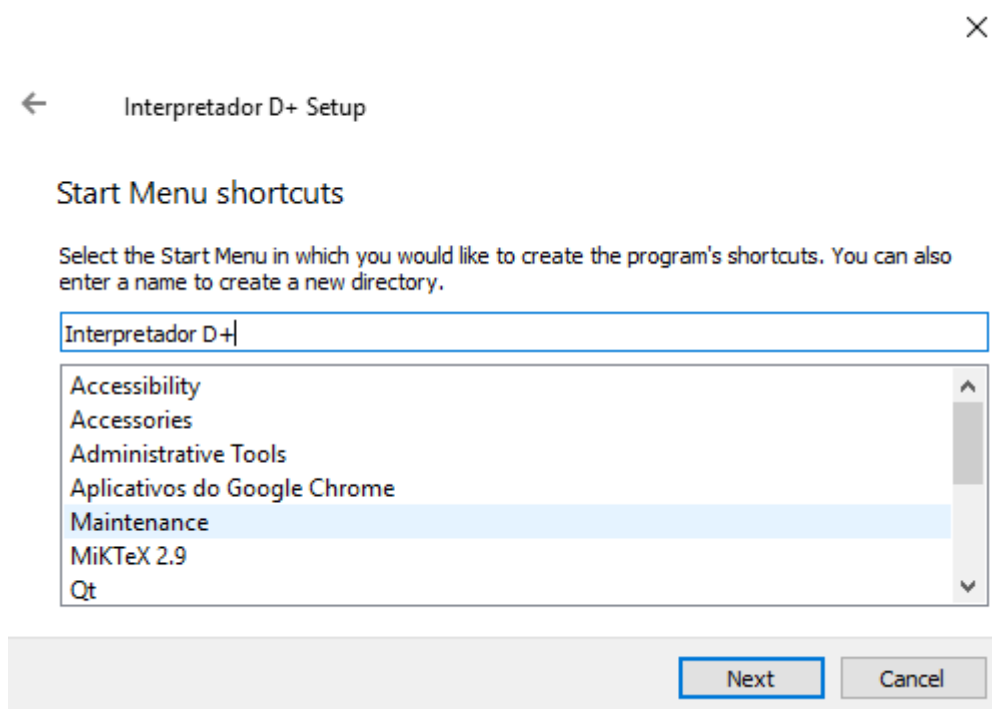 Interpretador D+ Setup
Start Menu shortcuts
Select the Start Menu in which you would like to create the program's shortcuts. You can also
enter a name to create a new directory.
Interpretador D+
Accessibility
Accessories
Administrative Tools
Aplicativos do Google Chrome
Maintenance
MiKTeX 2.9
Qt
Next
Cancel